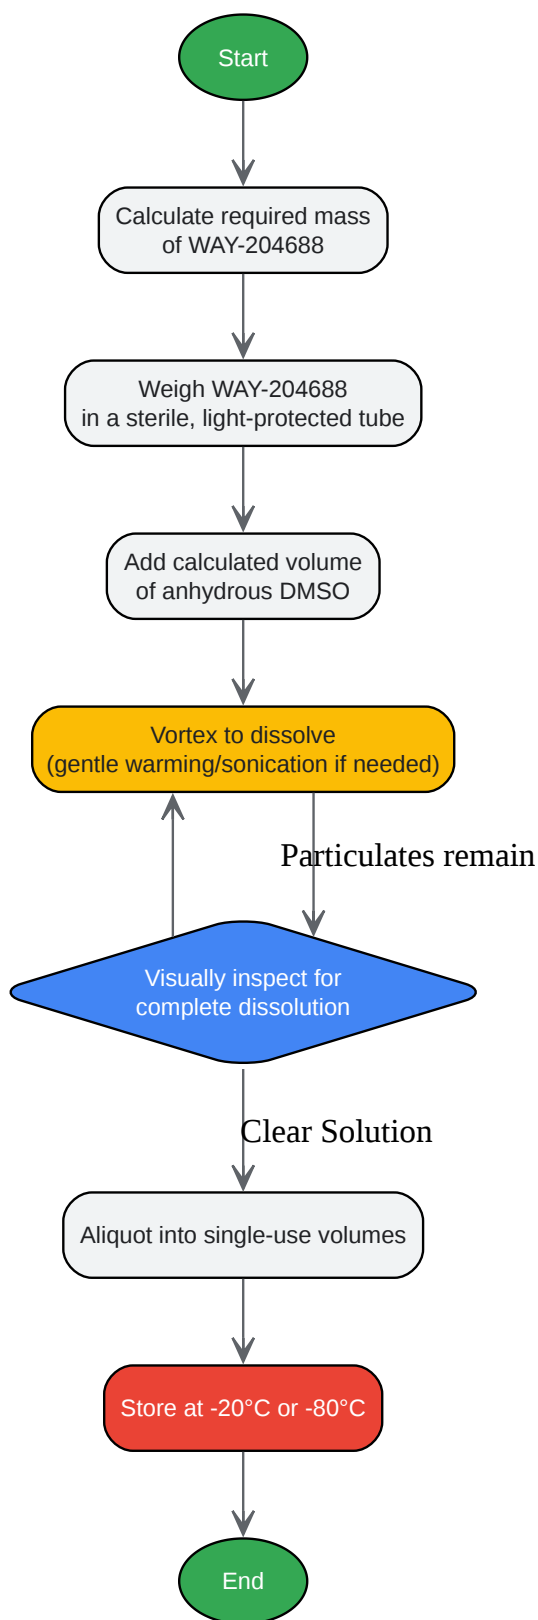 Start
Calculate required mass
of WAY-204688
Weigh WAY-204688
in a sterile, light-protected tube
Add calculated volume
of anhydrous DMSO
Vortex to dissolve
(gentle warming/sonication if needed)
Particulates remain
Visually inspect for
complete dissolution
Clear Solution
Aliquot into single-use volumes
Store at -20°C or -80°C
End